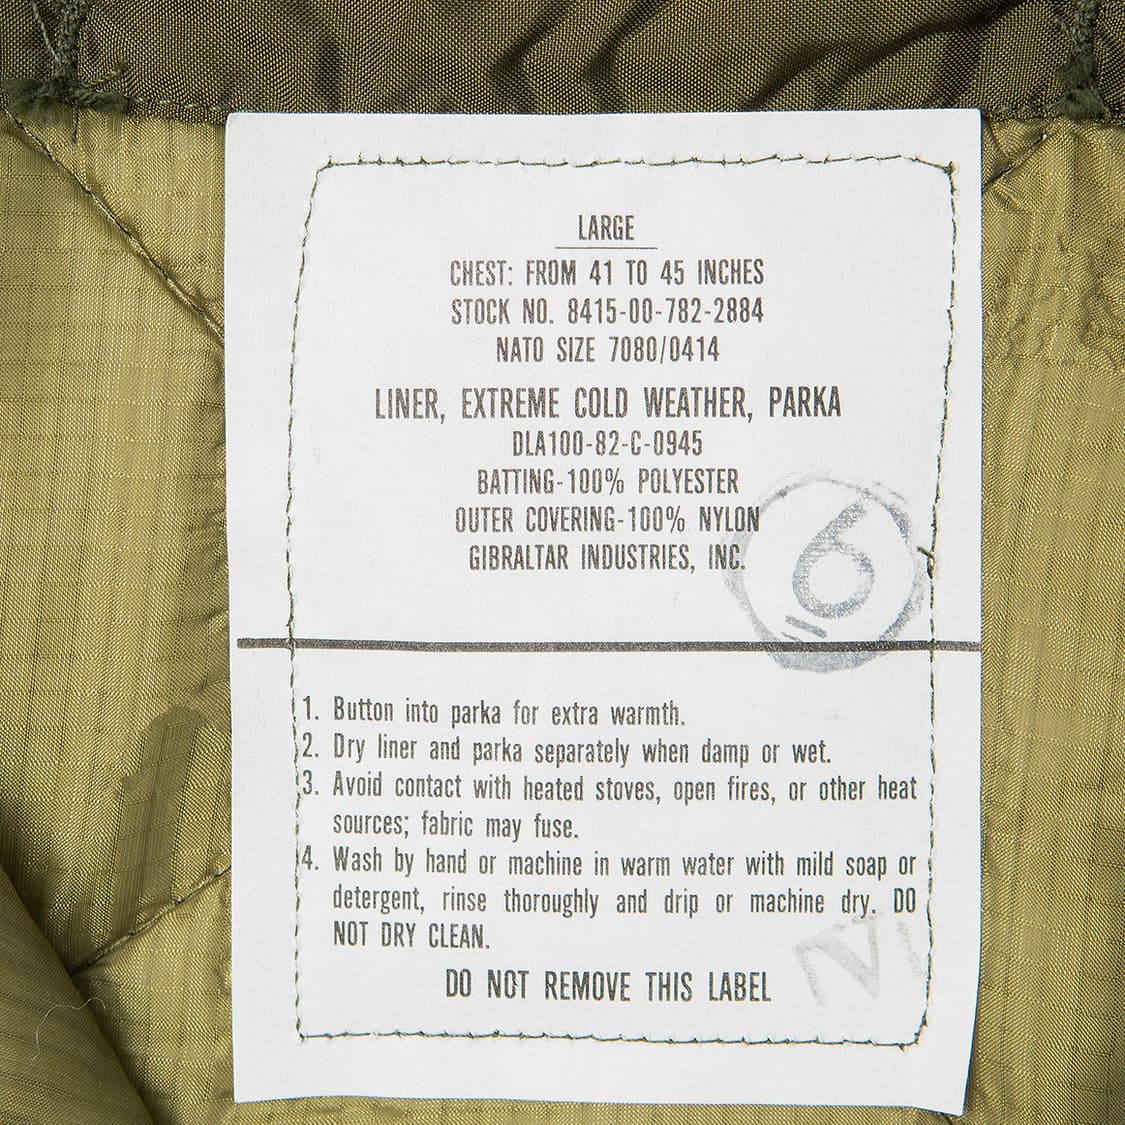 LARGE
CHEST: FROM 41 TO 45 INCHES
STOCK NO. 8415-00-782-2884
NATO SIZE 7080/0414
LINER, EXTREME COLD WEATHER, PARKA
DLA100-82-C-0945
BATTING-100% POLYESTER
OUTER COVERING-100% NYLON
GIBRALTAR INDUSTRIES, INC.
6
1. Button into parka for extra warmth.
2. Dry liner and parka separately when damp or wet.
3. Avoid contact with heated stoves, open fires, or other heat
sources; fabric may fuse.
4. Wash by hand or machine in warm water with mild soap or
detergent, rinse thoroughly and drip or machine dry. DO
NOT DRY CLEAN.
DO NOT REMOVE THIS LABEL